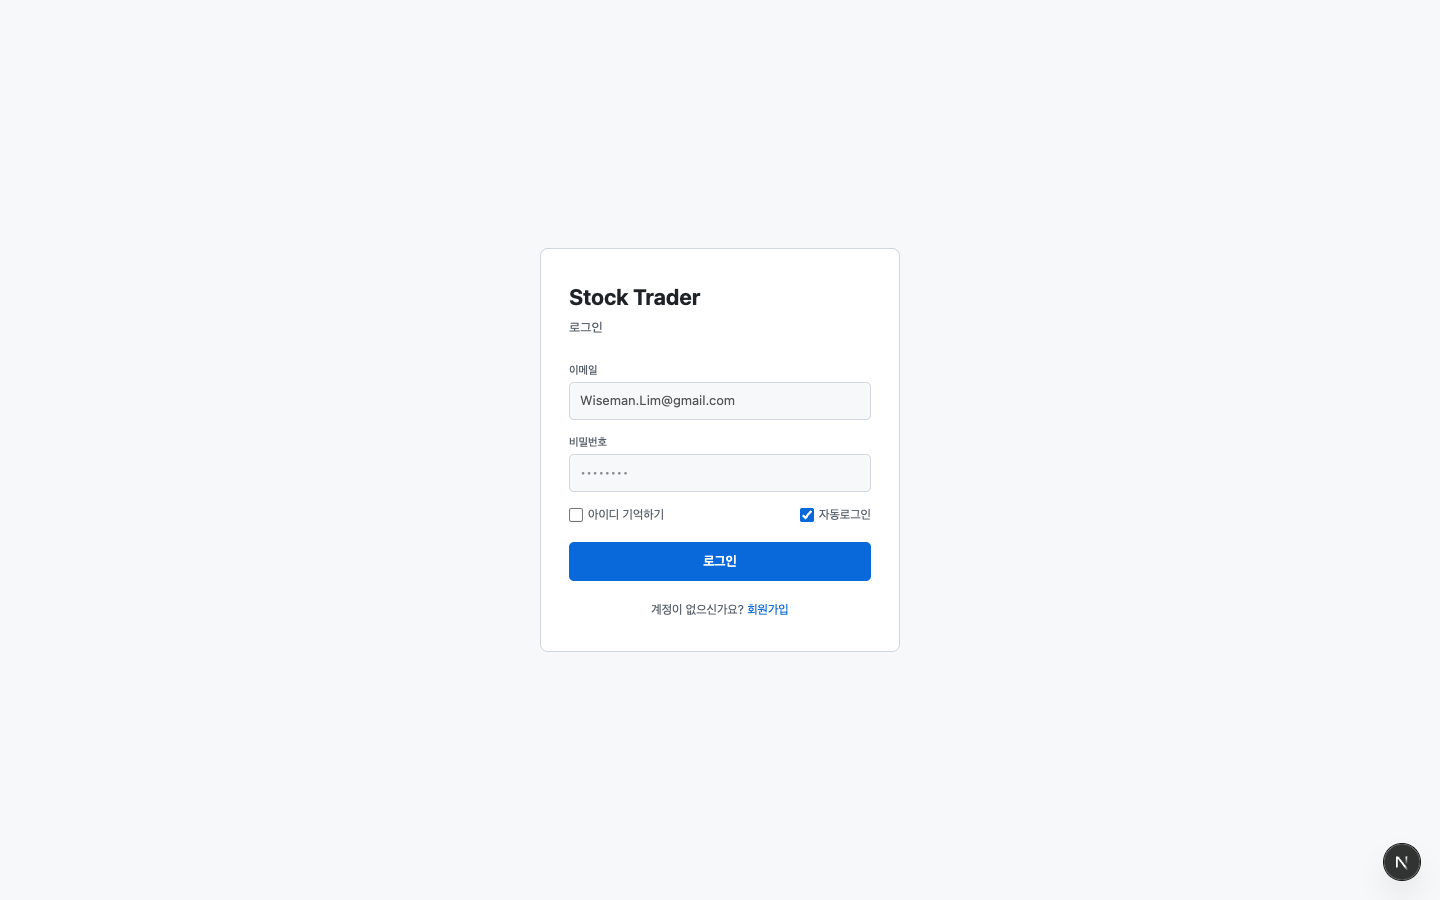 Stock Trader
로그인
이메일
Wiseman.Lim@gmail.com
비밀번호
••••••••
아이디 기억하기
자동로그인
로그인
계정이 없으신가요? 회원가입
N